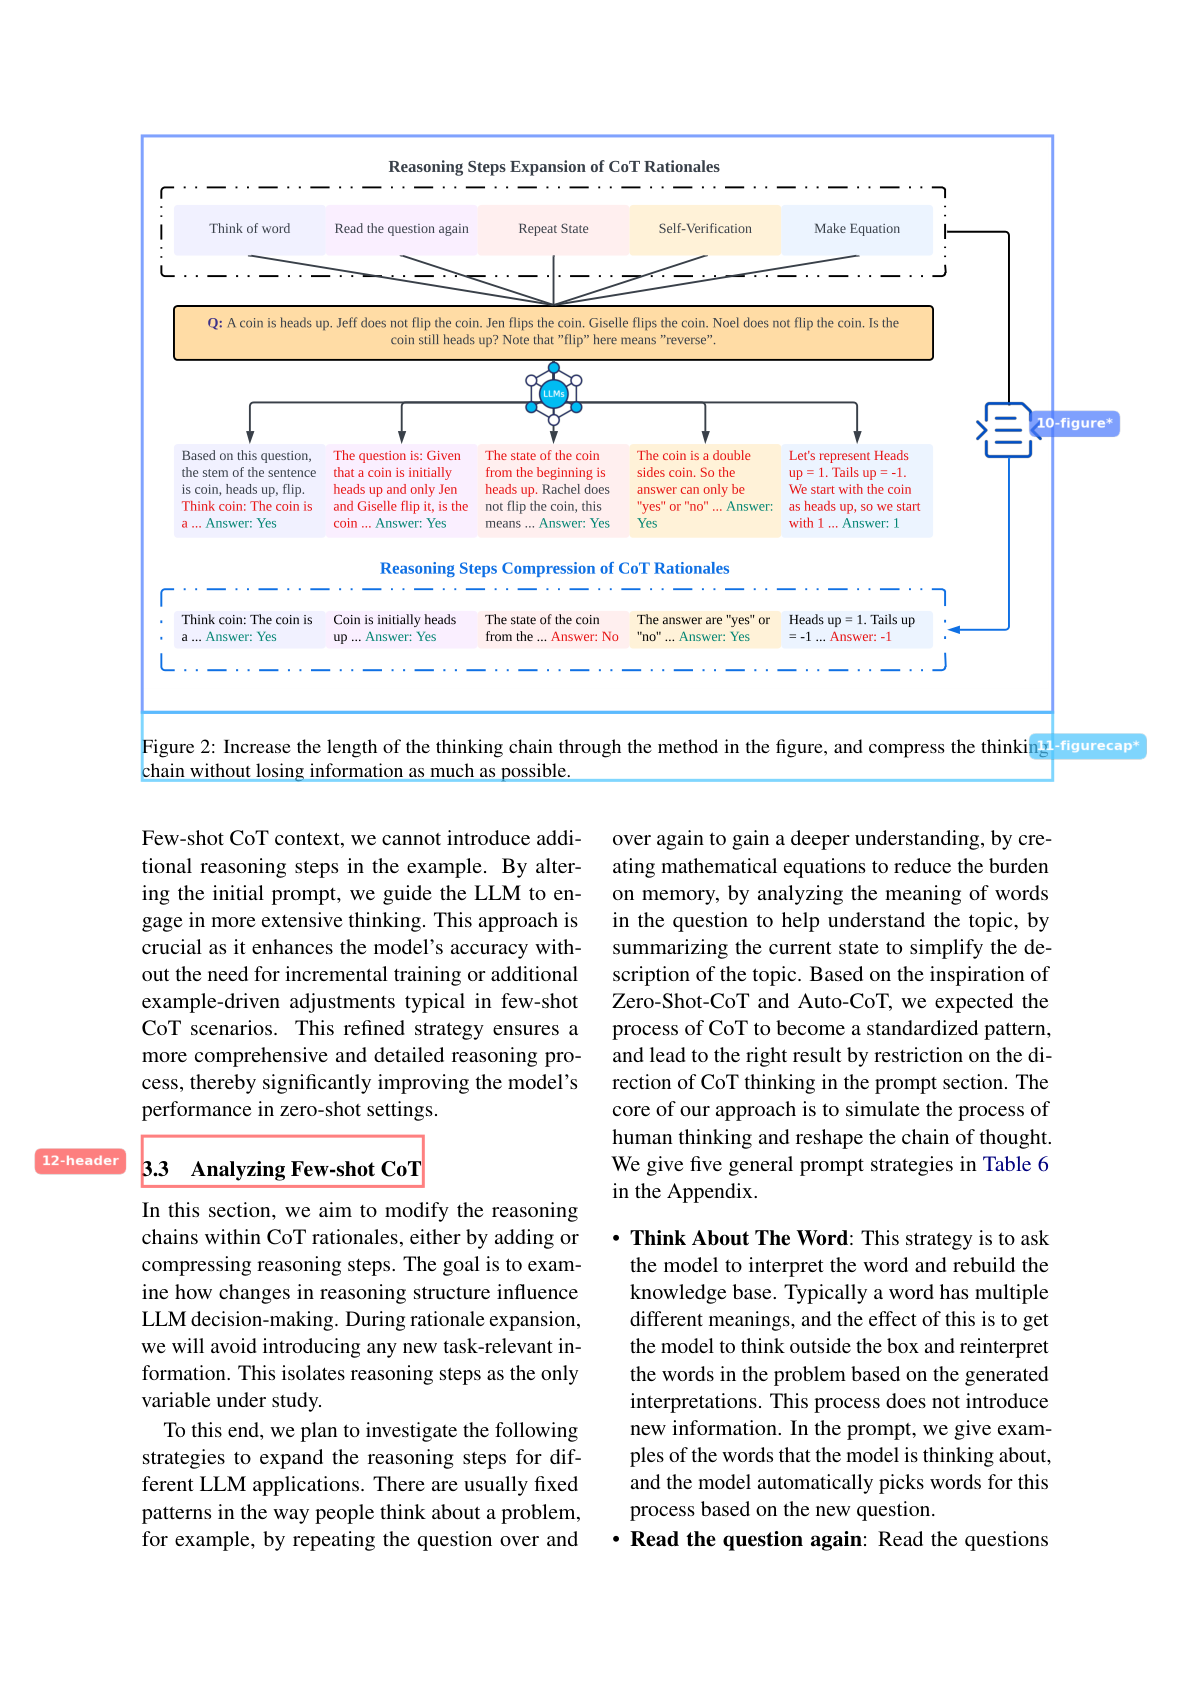 Reasoning Steps Expansion of CoT Rationales
Think of word
Read the question again
Repeat State
Self-Verification
Make Equation
Q: A coin is heads up. Jeff does not flip the coin. Jen flips the coin. Giselle flips the coin. Noel does not flip the coin. Is the
coin still heads up? Note that ”flip” here means ”reverse”.
LLMs
10-figure*
Based on this question,
the stem of the sentence
is coin, heads up, flip.
Think coin: The coin is
a ... Answer: Yes
The question is: Given
that a coin is initially
heads up and only Jen
and Giselle flip it, is the
coin ... Answer: Yes
The state of the coin
from the beginning is
heads up. Rachel does
not flip the coin, this
means ... Answer: Yes
The coin is a double
sides coin. So the
answer can only be
"yes" or "no" ... Answer:
Yes
Let's represent Heads
up = 1. Tails up = -1.
We start with the coin
as heads up, so we start
with 1 ... Answer: 1
Reasoning Steps Compression of CoT Rationales
Think coin: The coin is
a ... Answer: Yes
Coin is initially heads
up ... Answer: Yes
The state of the coin
from the ... Answer: No
The answer are "yes" or
"no" ... Answer: Yes
Heads up = 1. Tails up
= -1 ... Answer: -1
Figure 2: Increase the length of the thinking chain through the method in the figure, and compress the thinking
chain without losing information as much as possible.
11-figurecap*
Few-shot CoT context, we cannot introduce addi-
tional reasoning steps in the example. By alter-
ing the initial prompt, we guide the LLM to en-
gage in more extensive thinking. This approach is
crucial as it enhances the model’s accuracy with-
out the need for incremental training or additional
example-driven adjustments typical in few-shot
CoT scenarios. This refined strategy ensures a
more comprehensive and detailed reasoning pro-
cess, thereby significantly improving the model’s
performance in zero-shot settings.
12-header
3.3 Analyzing Few-shot CoT
In this section, we aim to modify the reasoning
chains within CoT rationales, either by adding or
compressing reasoning steps. The goal is to exam-
ine how changes in reasoning structure influence
LLM decision-making. During rationale expansion,
we will avoid introducing any new task-relevant in-
formation. This isolates reasoning steps as the only
variable under study.
To this end, we plan to investigate the following
strategies to expand the reasoning steps for dif-
ferent LLM applications. There are usually fixed
patterns in the way people think about a problem,
for example, by repeating the question over and
over again to gain a deeper understanding, by cre-
ating mathematical equations to reduce the burden
on memory, by analyzing the meaning of words
in the question to help understand the topic, by
summarizing the current state to simplify the de-
scription of the topic. Based on the inspiration of
Zero-Shot-CoT and Auto-CoT, we expected the
process of CoT to become a standardized pattern,
and lead to the right result by restriction on the di-
rection of CoT thinking in the prompt section. The
core of our approach is to simulate the process of
human thinking and reshape the chain of thought.
We give five general prompt strategies in Table 6
in the Appendix.
• Think About The Word: This strategy is to ask
the model to interpret the word and rebuild the
knowledge base. Typically a word has multiple
different meanings, and the effect of this is to get
the model to think outside the box and reinterpret
the words in the problem based on the generated
interpretations. This process does not introduce
new information. In the prompt, we give exam-
ples of the words that the model is thinking about,
and the model automatically picks words for this
process based on the new question.
• Read the question again: Read the questions